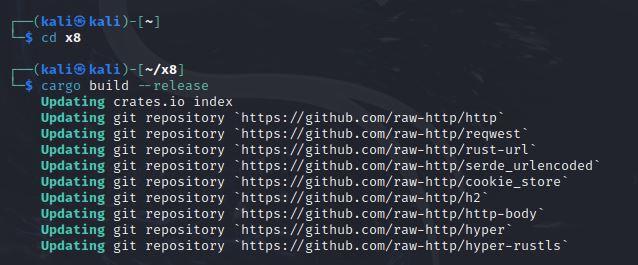 ┌──(kali㉿kali)-[~]
└─$ cd x8
┌──(kali㉿kali)-[~/x8]
└─$ cargo build --release
Updating crates.io index
Updating git repository `https://github.com/raw-http/http`
Updating git repository `https://github.com/raw-http/reqwest`
Updating git repository `https://github.com/raw-http/rust-url`
Updating git repository `https://github.com/raw-http/serde_urlencoded`
Updating git repository `https://github.com/raw-http/cookie_store`
Updating git repository `https://github.com/raw-http/h2`
Updating git repository `https://github.com/raw-http/http-body`
Updating git repository `https://github.com/raw-http/hyper`
Updating git repository `https://github.com/raw-http/hyper-rustls`